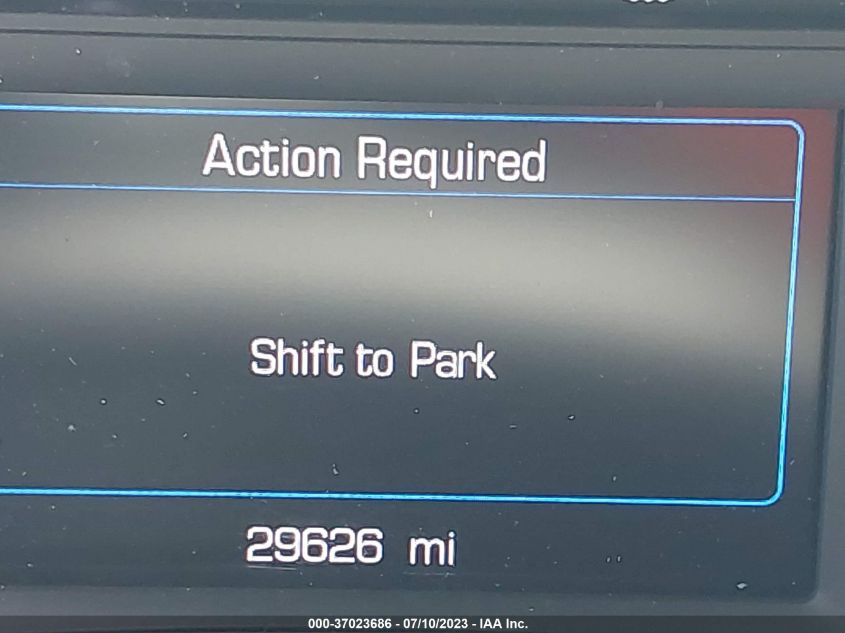 Action Required
Shift to Park
29626 mi
000-37023686 - 07/10/2023 - IAA Inc.